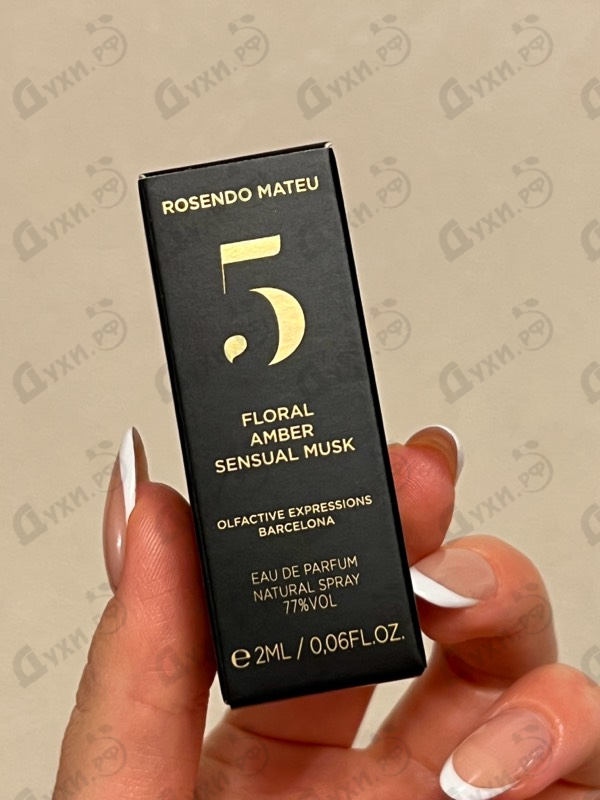 ROSENDO MATEU
5
FLORAL
AMBER
SENSUAL MUSK
OLFACTIVE EXPRESSIONS
BARCELONA
EAU DE PARFUM
NATURAL SPRAY
77%VOL
℮ 2ML / 0,06FL.OZ.
Духи.рф